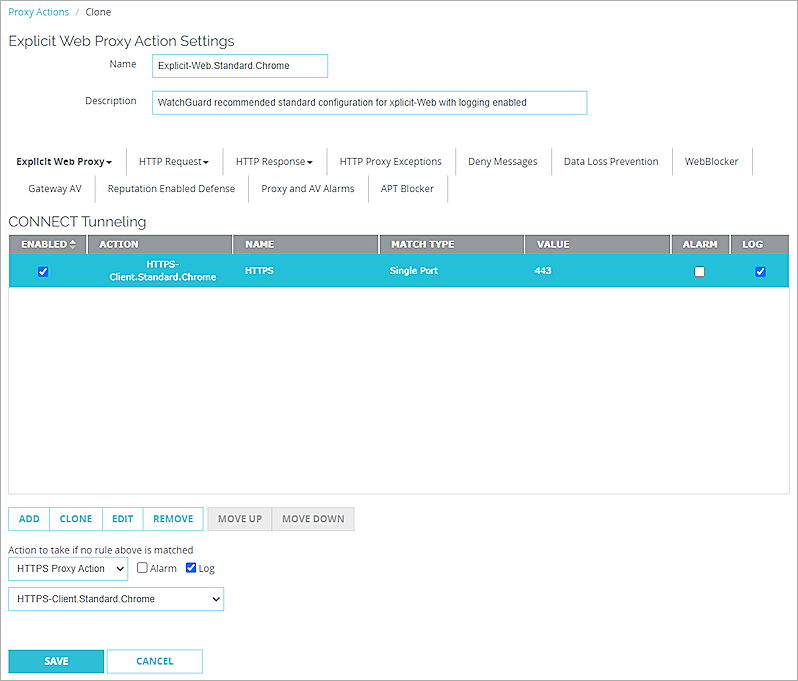 Proxy Actions / Clone
Explicit Web Proxy Action Settings
Name Explicit-Web.Standard.Chrome
Description WatchGuard recommended standard configuration for xplicit-Web with logging enabled
Explicit Web Proxy HTTP Request HTTP Response HTTP Proxy Exceptions Deny Messages Data Loss Prevention WebBlocker
Gateway AV Reputation Enabled Defense Proxy and AV Alarms APT Blocker
CONNECT Tunneling
ENABLED ACTION NAME MATCH TYPE VALUE ALARM LOG
HTTPS-
Client.Standard.Chrome HTTPS Single Port 443
ADD CLONE EDIT REMOVE MOVE UP MOVE DOWN
Action to take if no rule above is matched
HTTPS Proxy Action Alarm Log
HTTPS-Client.Standard.Chrome
SAVE CANCEL